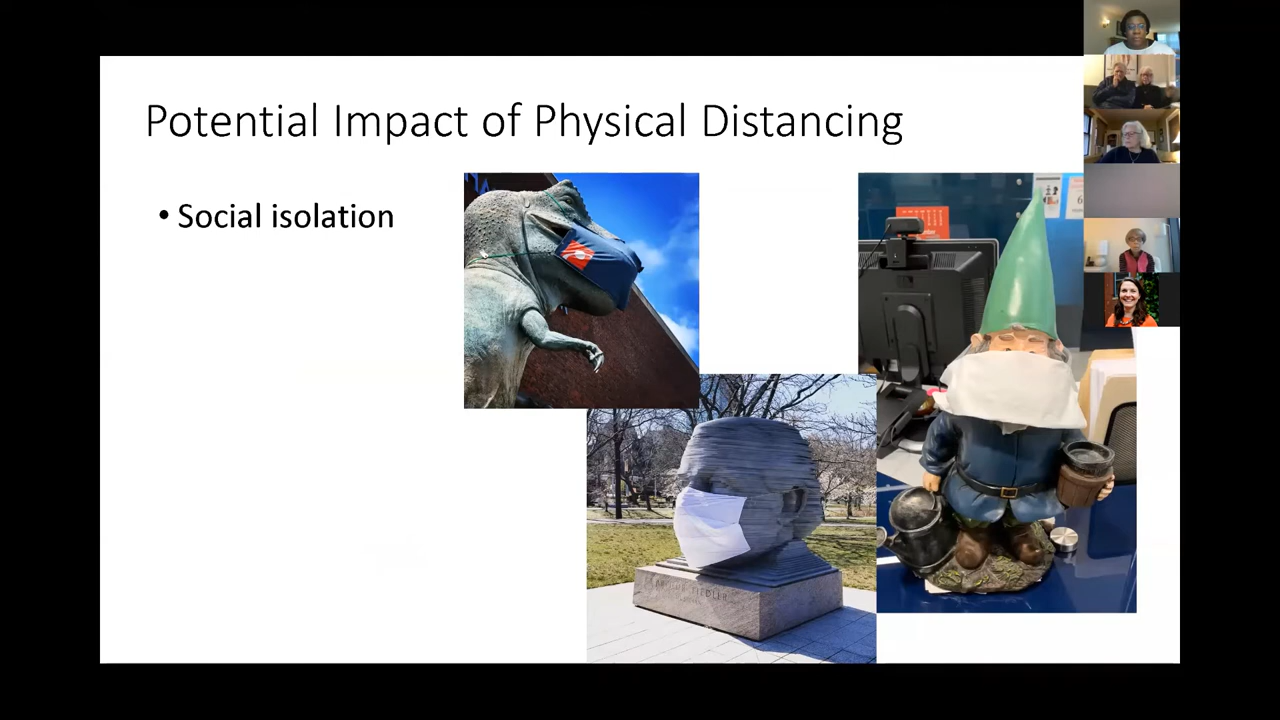 Potential Impact of Physical Distancing
• Social isolation